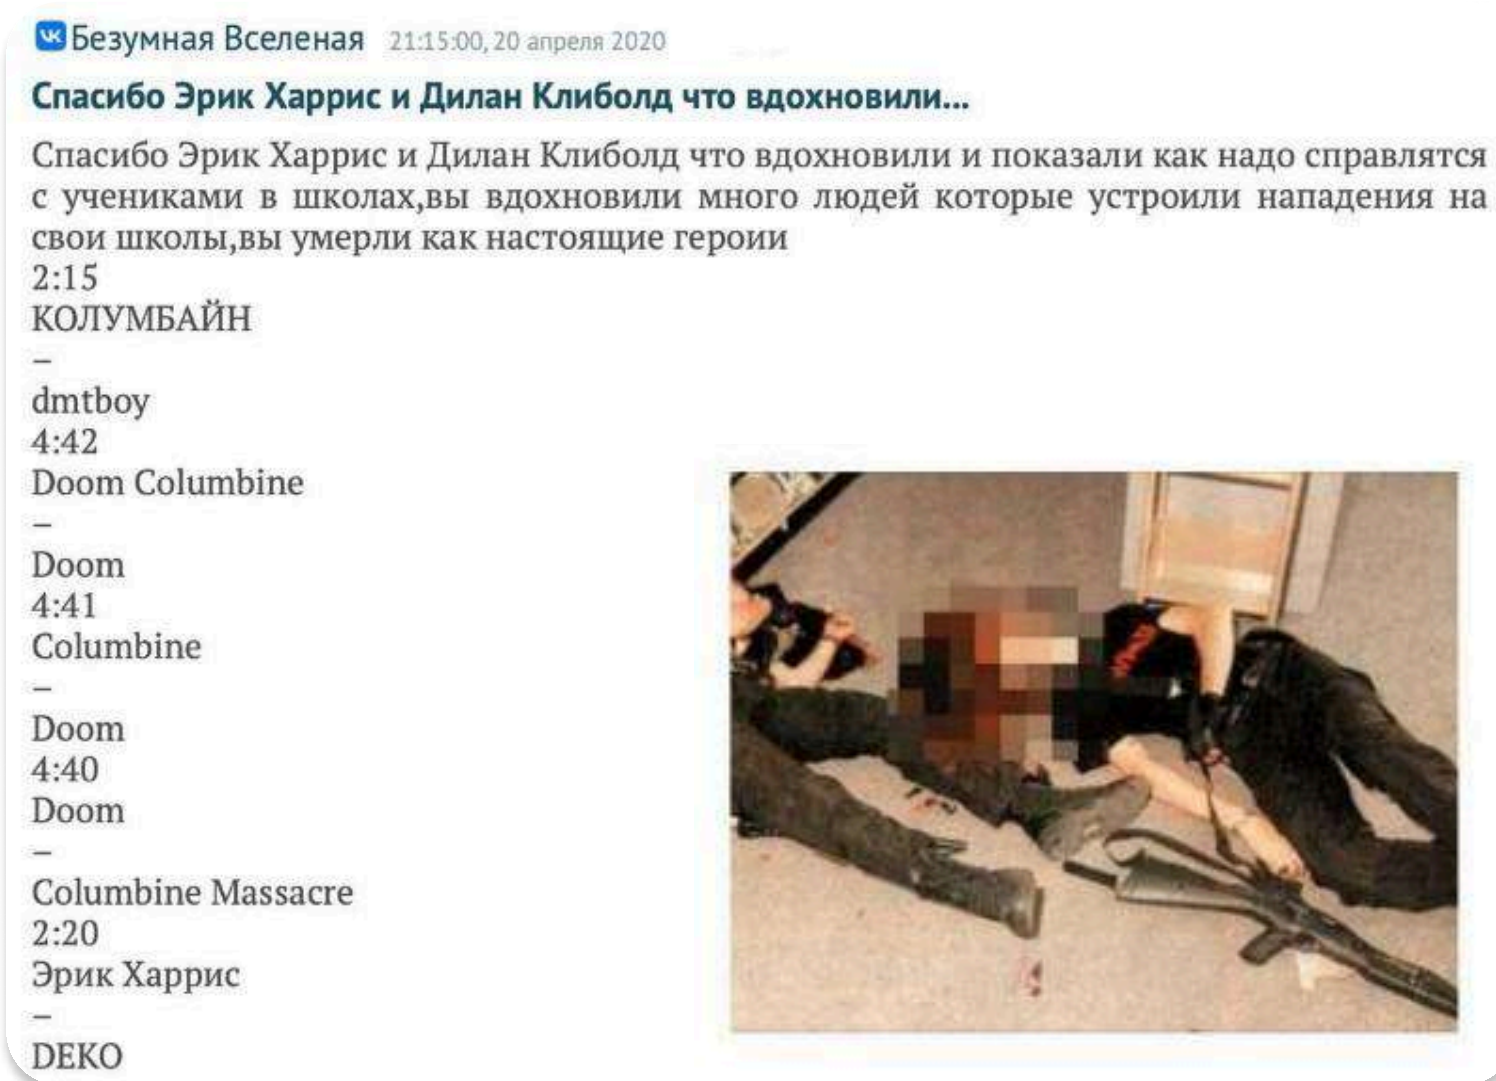 Безумная Вселеная 21:15:00, 20 апреля 2020
Спасибо Эрик Харрис и Дилан Клиболд что вдохновили...
Спасибо Эрик Харрис и Дилан Клиболд что вдохновили и показали как надо справлятся
с учениками в школах,вы вдохновили много людей которые устроили нападения на
свои школы,вы умерли как настоящие героии
2:15
КОЛУМБАЙН
–
dmtboy
4:42
Doom Columbine
–
Doom
4:41
Columbine
–
Doom
4:40
Doom
–
Columbine Massacre
2:20
Эрик Харрис
–
DEKO